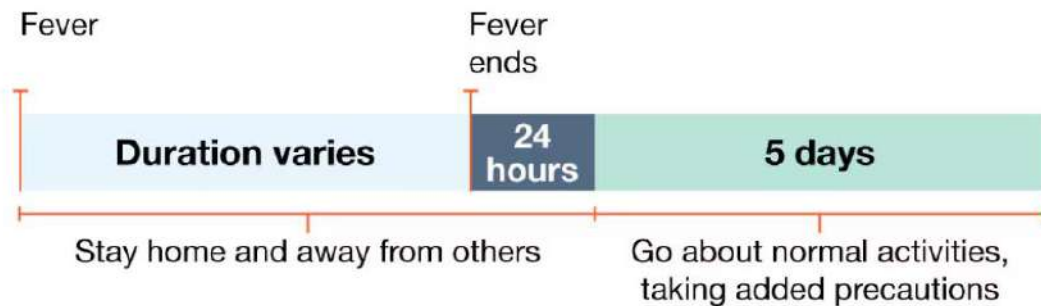 Fever
Fever
ends
Duration varies
24
hours
5 days
Stay home and away from others
Go about normal activities,
taking added precautions